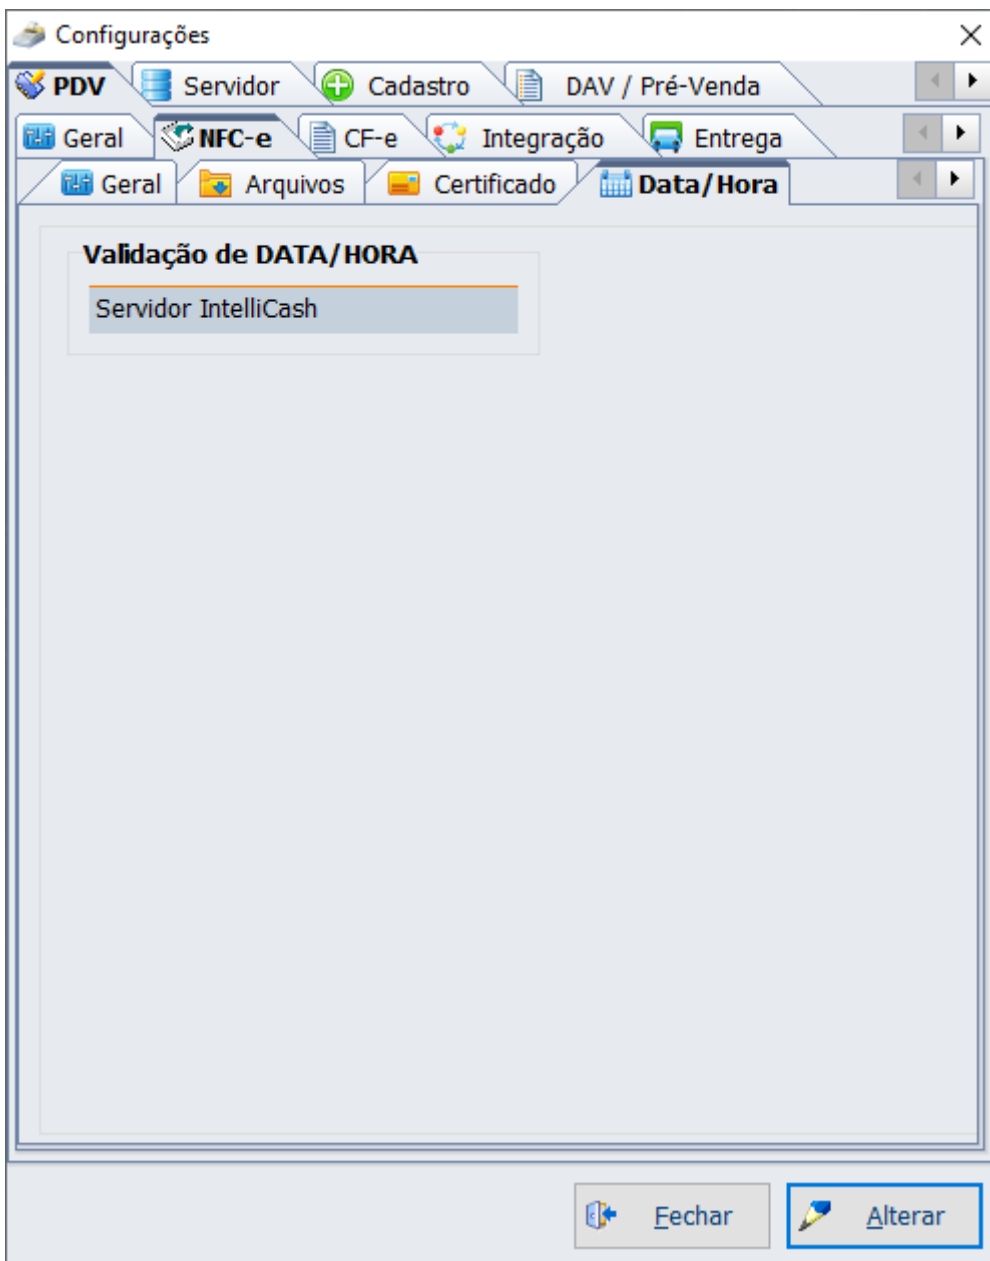 Configurações
PDV Servidor Cadastro DAV / Pré-Venda
Geral NFC-e CF-e Integração Entrega
Geral Arquivos Certificado Data/Hora
Validação de DATA/HORA
Servidor IntelliCash
Fechar Alterar